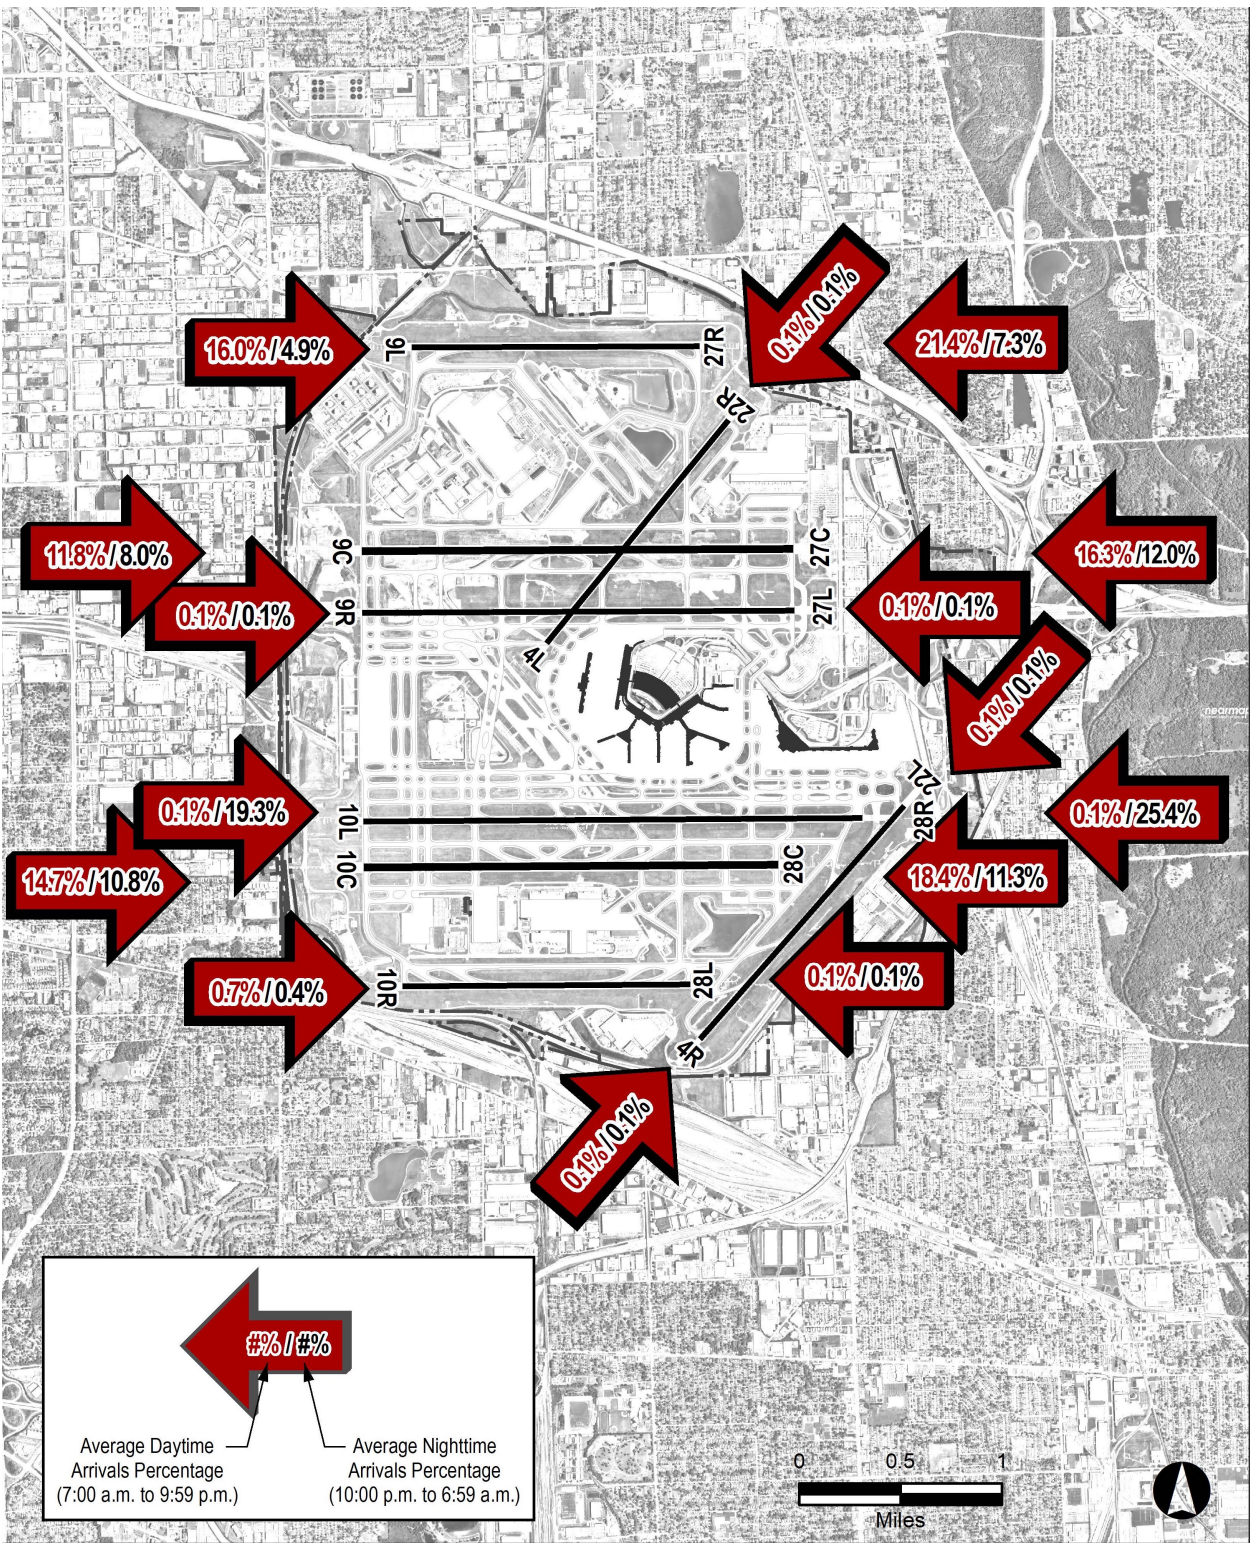 0.1% / 0.1%
16.0% / 4.9%
9L
27R
21.4% / 7.3%
22R
11.8% / 8.0%
9C
27C
16.3% /12.0%
0.1% / 0.1%
9R
27L
0.1% / 0.1%
4L
0.1% / 0.1%
nearmap
22L
0.1% / 19.3%
10L
28R
0.1% / 25.4%
14.7% / 10.8%
10C
28C
18.4% / 11.3%
0.7% / 0.4%
10R
28L
0.1% / 0.1%
4R
0.1% / 0.1%
#% / #%
Average Daytime
Arrivals Percentage
(7:00 a.m. to 9:59 p.m.)
Average Nighttime
Arrivals Percentage
(10:00 p.m. to 6:59 a.m.)
0 0.5 1
Miles